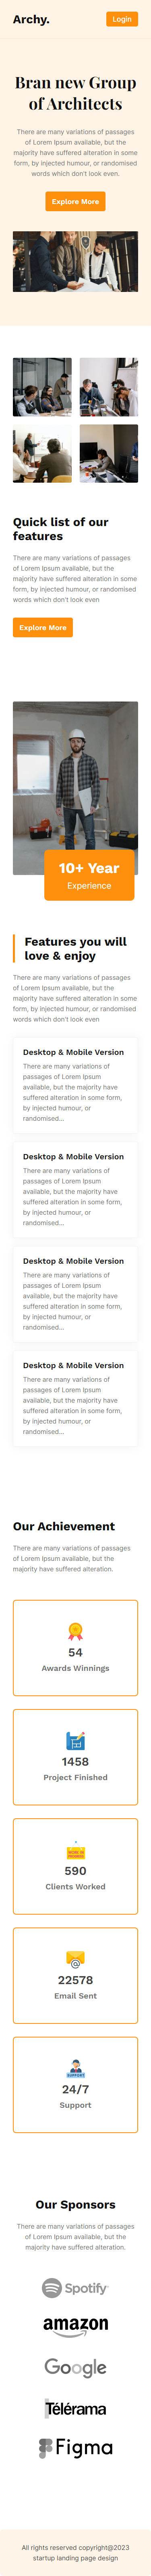 Archy.
Login
Bran new Group
of Architects
There are many variations of passages
of Lorem Ipsum available, but the
majority have suffered alteration in some
form, by injected humour, or randomised
words which don't look even.
Explore More
Quick list of our
features
There are many variations of passages
of Lorem Ipsum available, but the
majority have suffered alteration in some
form, by injected humour, or randomised
words which don't look even
Explore More
10+ Year
Experience
Features you will
love & enjoy
There are many variations of passages
of Lorem Ipsum available, but the
majority have suffered alteration in some
form, by injected humour, or randomised
words which don't look even
Desktop & Mobile Version
There are many variations of
passages of Lorem Ipsum
available, but the majority have
suffered alteration in some form,
by injected humour, or
randomised...
Desktop & Mobile Version
There are many variations of
passages of Lorem Ipsum
available, but the majority have
suffered alteration in some form,
by injected humour, or
randomised...
Desktop & Mobile Version
There are many variations of
passages of Lorem Ipsum
available, but the majority have
suffered alteration in some form,
by injected humour, or
randomised...
Desktop & Mobile Version
There are many variations of
passages of Lorem Ipsum
available, but the majority have
suffered alteration in some form,
by injected humour, or
randomised...
Our Achievement
There are many variations of passages
of Lorem Ipsum available, but the
majority have suffered alteration.
54
Awards Winnings
1458
Project Finished
590
Clients Worked
22578
Email Sent
SUPPORT
24/7
Support
Our Sponsors
There are many variations of passages
of Lorem Ipsum available, but the
majority have suffered alteration.
Spotify
amazon
Google
Télérama
Figma
All rights reserved copyright@2023
startup landing page design